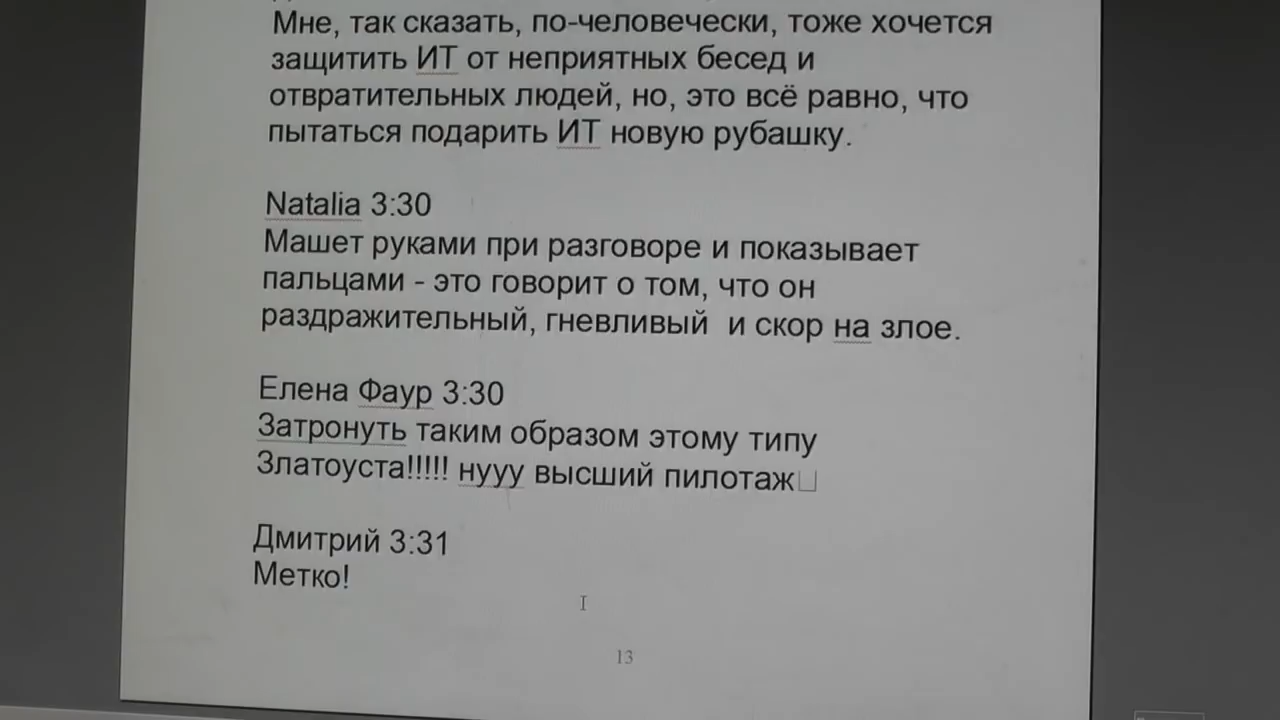 Мне, так сказать, по-человечески, тоже хочется
защитить ИТ от неприятных бесед и
отвратительных людей, но, это всё равно, что
пытаться подарить ИТ новую рубашку.
Natalia 3:30
Машет руками при разговоре и показывает
пальцами - это говорит о том, что он
раздражительный, гневливый и скор на злое.
Елена Фаур 3:30
Затронуть таким образом этому типу
Златоуста!!!!! нууу высший пилотаж
Дмитрий 3:31
Метко!
13